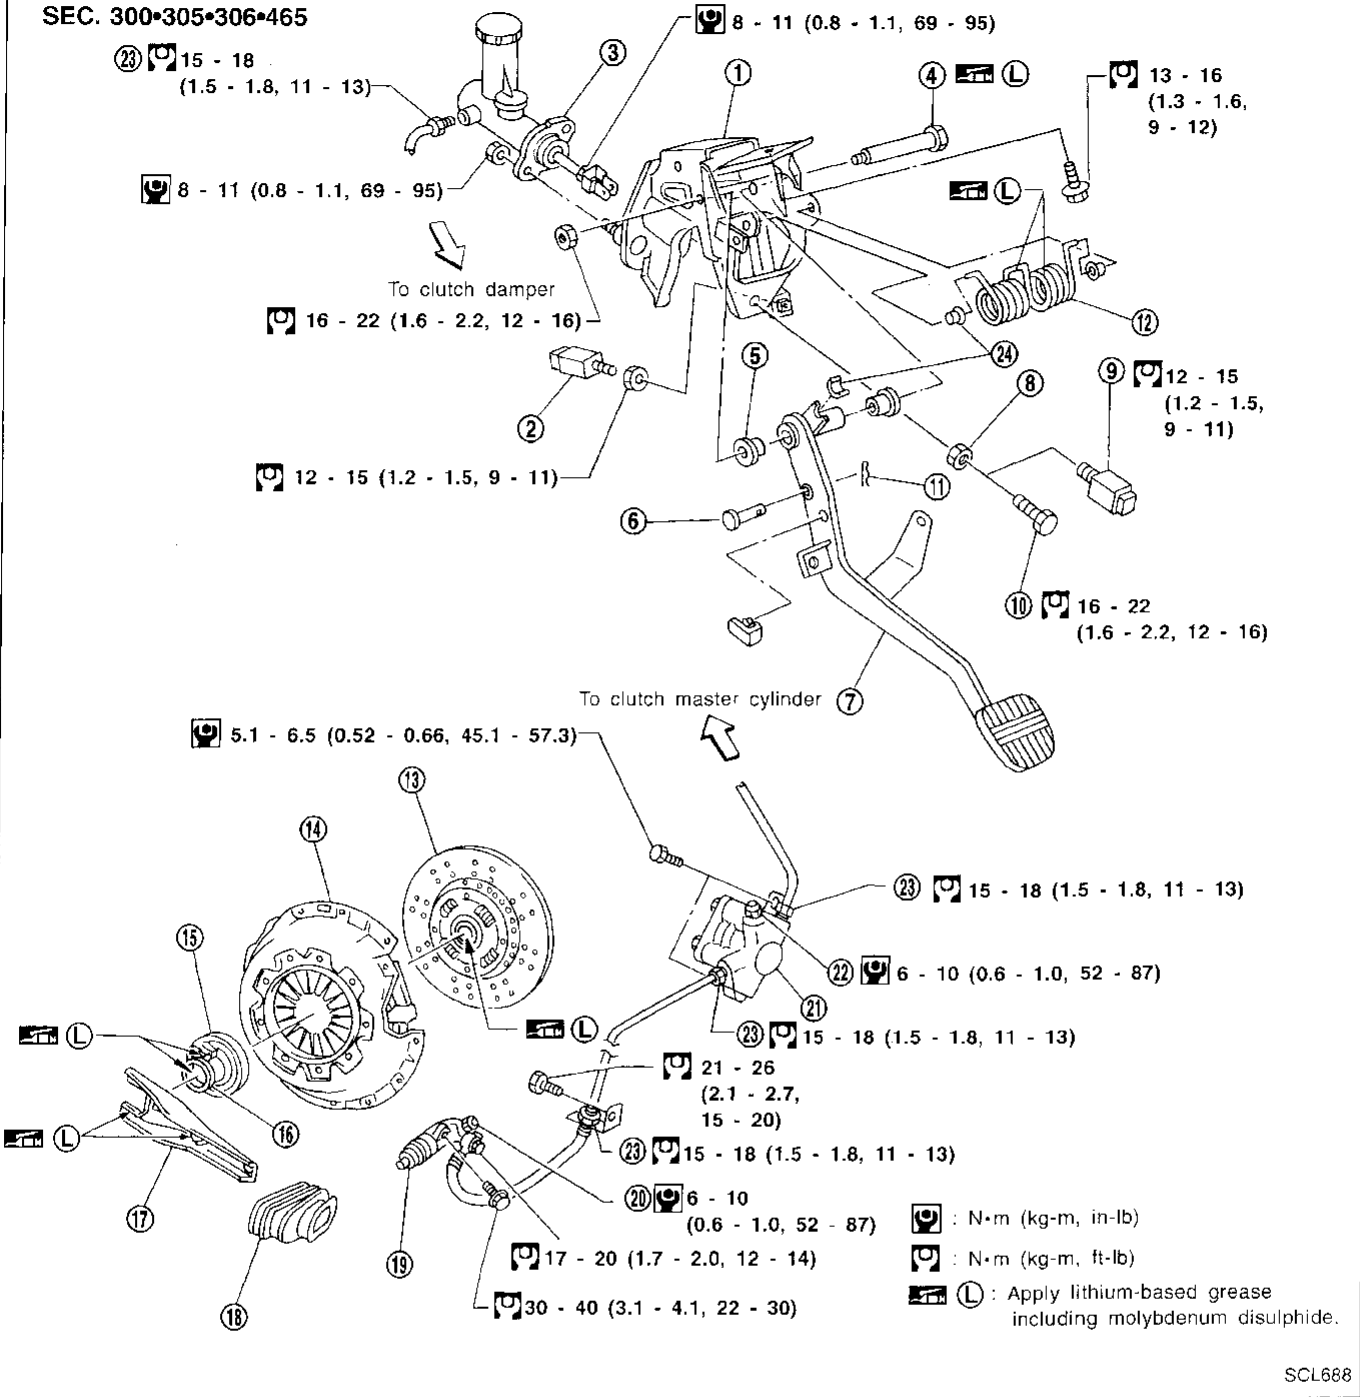 SEC. 300•305•306•465
8 - 11 (0.8 - 1.1, 69 - 95)
23 15 - 18
(1.5 - 1.8, 11 - 13)
3
1
4 L
13 - 16
(1.3 - 1.6,
9 - 12)
8 - 11 (0.8 - 1.1, 69 - 95)
L
To clutch damper
16 - 22 (1.6 - 2.2, 12 - 16)
12
5
24
8
9 12 - 15
(1.2 - 1.5,
9 - 11)
2
12 - 15 (1.2 - 1.5, 9 - 11)
11
6
10 16 - 22
(1.6 - 2.2, 12 - 16)
To clutch master cylinder 7
5.1 - 6.5 (0.52 - 0.66, 45.1 - 57.3)
13
14
23 15 - 18 (1.5 - 1.8, 11 - 13)
15
22 6 - 10 (0.6 - 1.0, 52 - 87)
21
L
L
23 15 - 18 (1.5 - 1.8, 11 - 13)
21 - 26
(2.1 - 2.7,
15 - 20)
16
L
23 15 - 18 (1.5 - 1.8, 11 - 13)
20 6 - 10
(0.6 - 1.0, 52 - 87)
17
: N•m (kg-m, in-lb)
17 - 20 (1.7 - 2.0, 12 - 14)
: N•m (kg-m, ft-lb)
19
18
30 - 40 (3.1 - 4.1, 22 - 30)
L : Apply lithium-based grease
including molybdenum disulphide.
SCL688